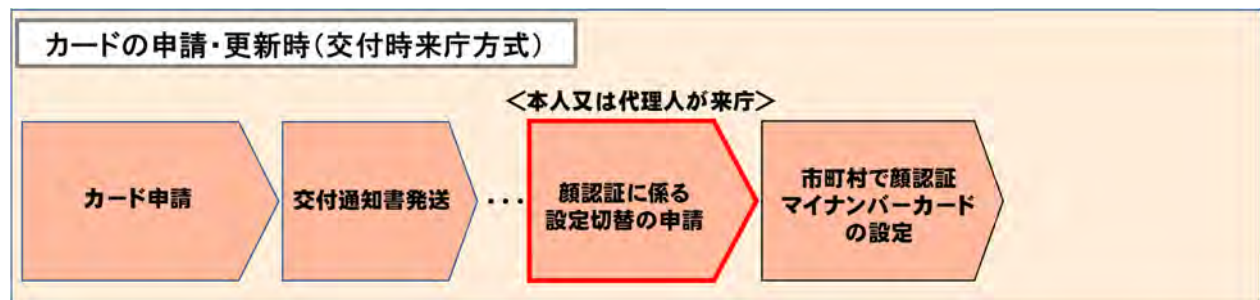 カードの申請・更新時（交付時来庁方式）
＜本人又は代理人が来庁＞
カード申請
交付通知書発送
・・・
顔認証に係る
設定切替の申請
市町村で顔認証
マイナンバーカード
の設定